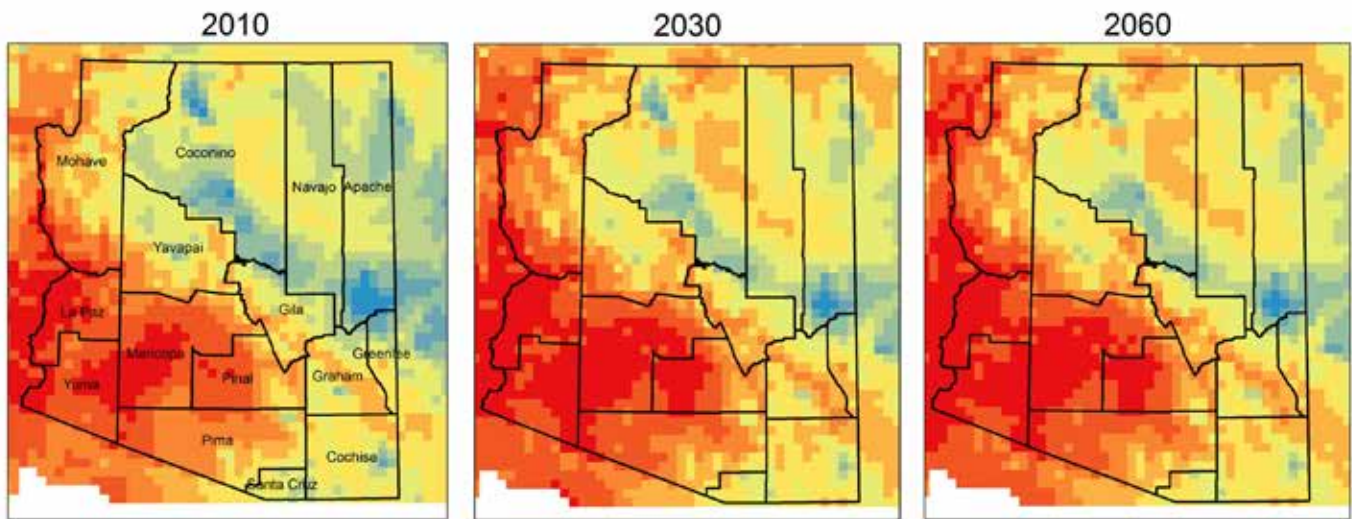 2010 2030 2060
Mohave Coconino
Navajo Apache
Yavapai
La Paz Gila
Maricopa Greenlee
Yuma Pinal Graham
Pima
Cochise
Santa Cruz